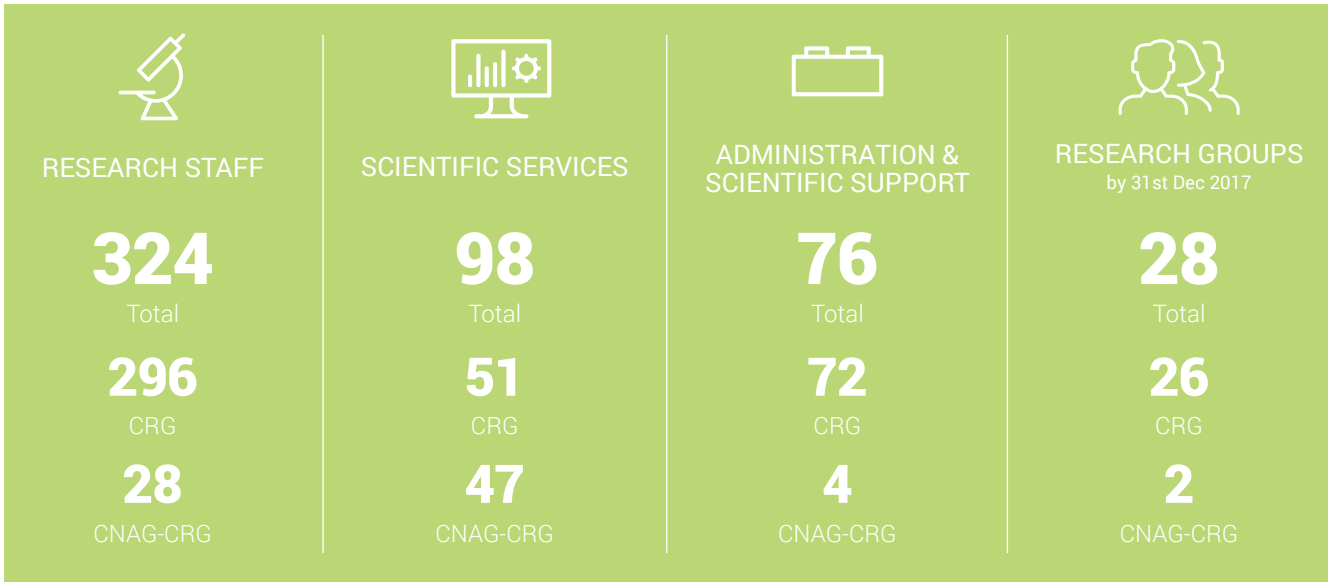 RESEARCH STAFF
324
Total
296
CRG
28
CNAG-CRG
SCIENTIFIC SERVICES
98
Total
51
CRG
47
CNAG-CRG
ADMINISTRATION &
SCIENTIFIC SUPPORT
76
Total
72
CRG
4
CNAG-CRG
RESEARCH GROUPS
by 31st Dec 2017
28
Total
26
CRG
2
CNAG-CRG